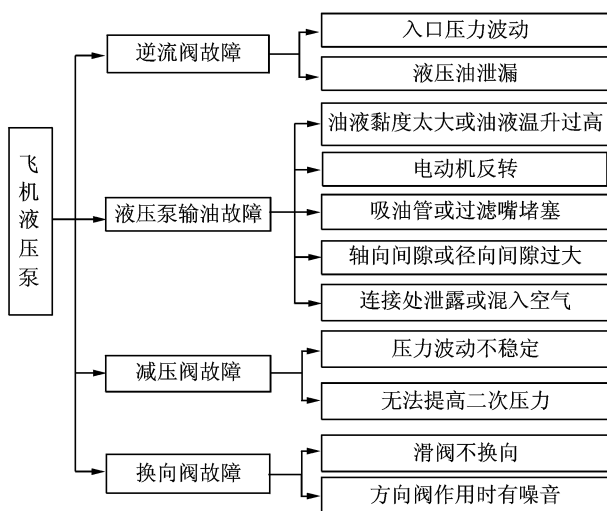 飞机液压泵
逆流阀故障
入口压力波动
液压油泄漏
液压泵输油故障
油液黏度太大或油液温升过高
电动机反转
吸油管或过滤嘴堵塞
轴向间隙或径向间隙过大
连接处泄露或混入空气
减压阀故障
压力波动不稳定
无法提高二次压力
换向阀故障
滑阀不换向
方向阀作用时有噪音